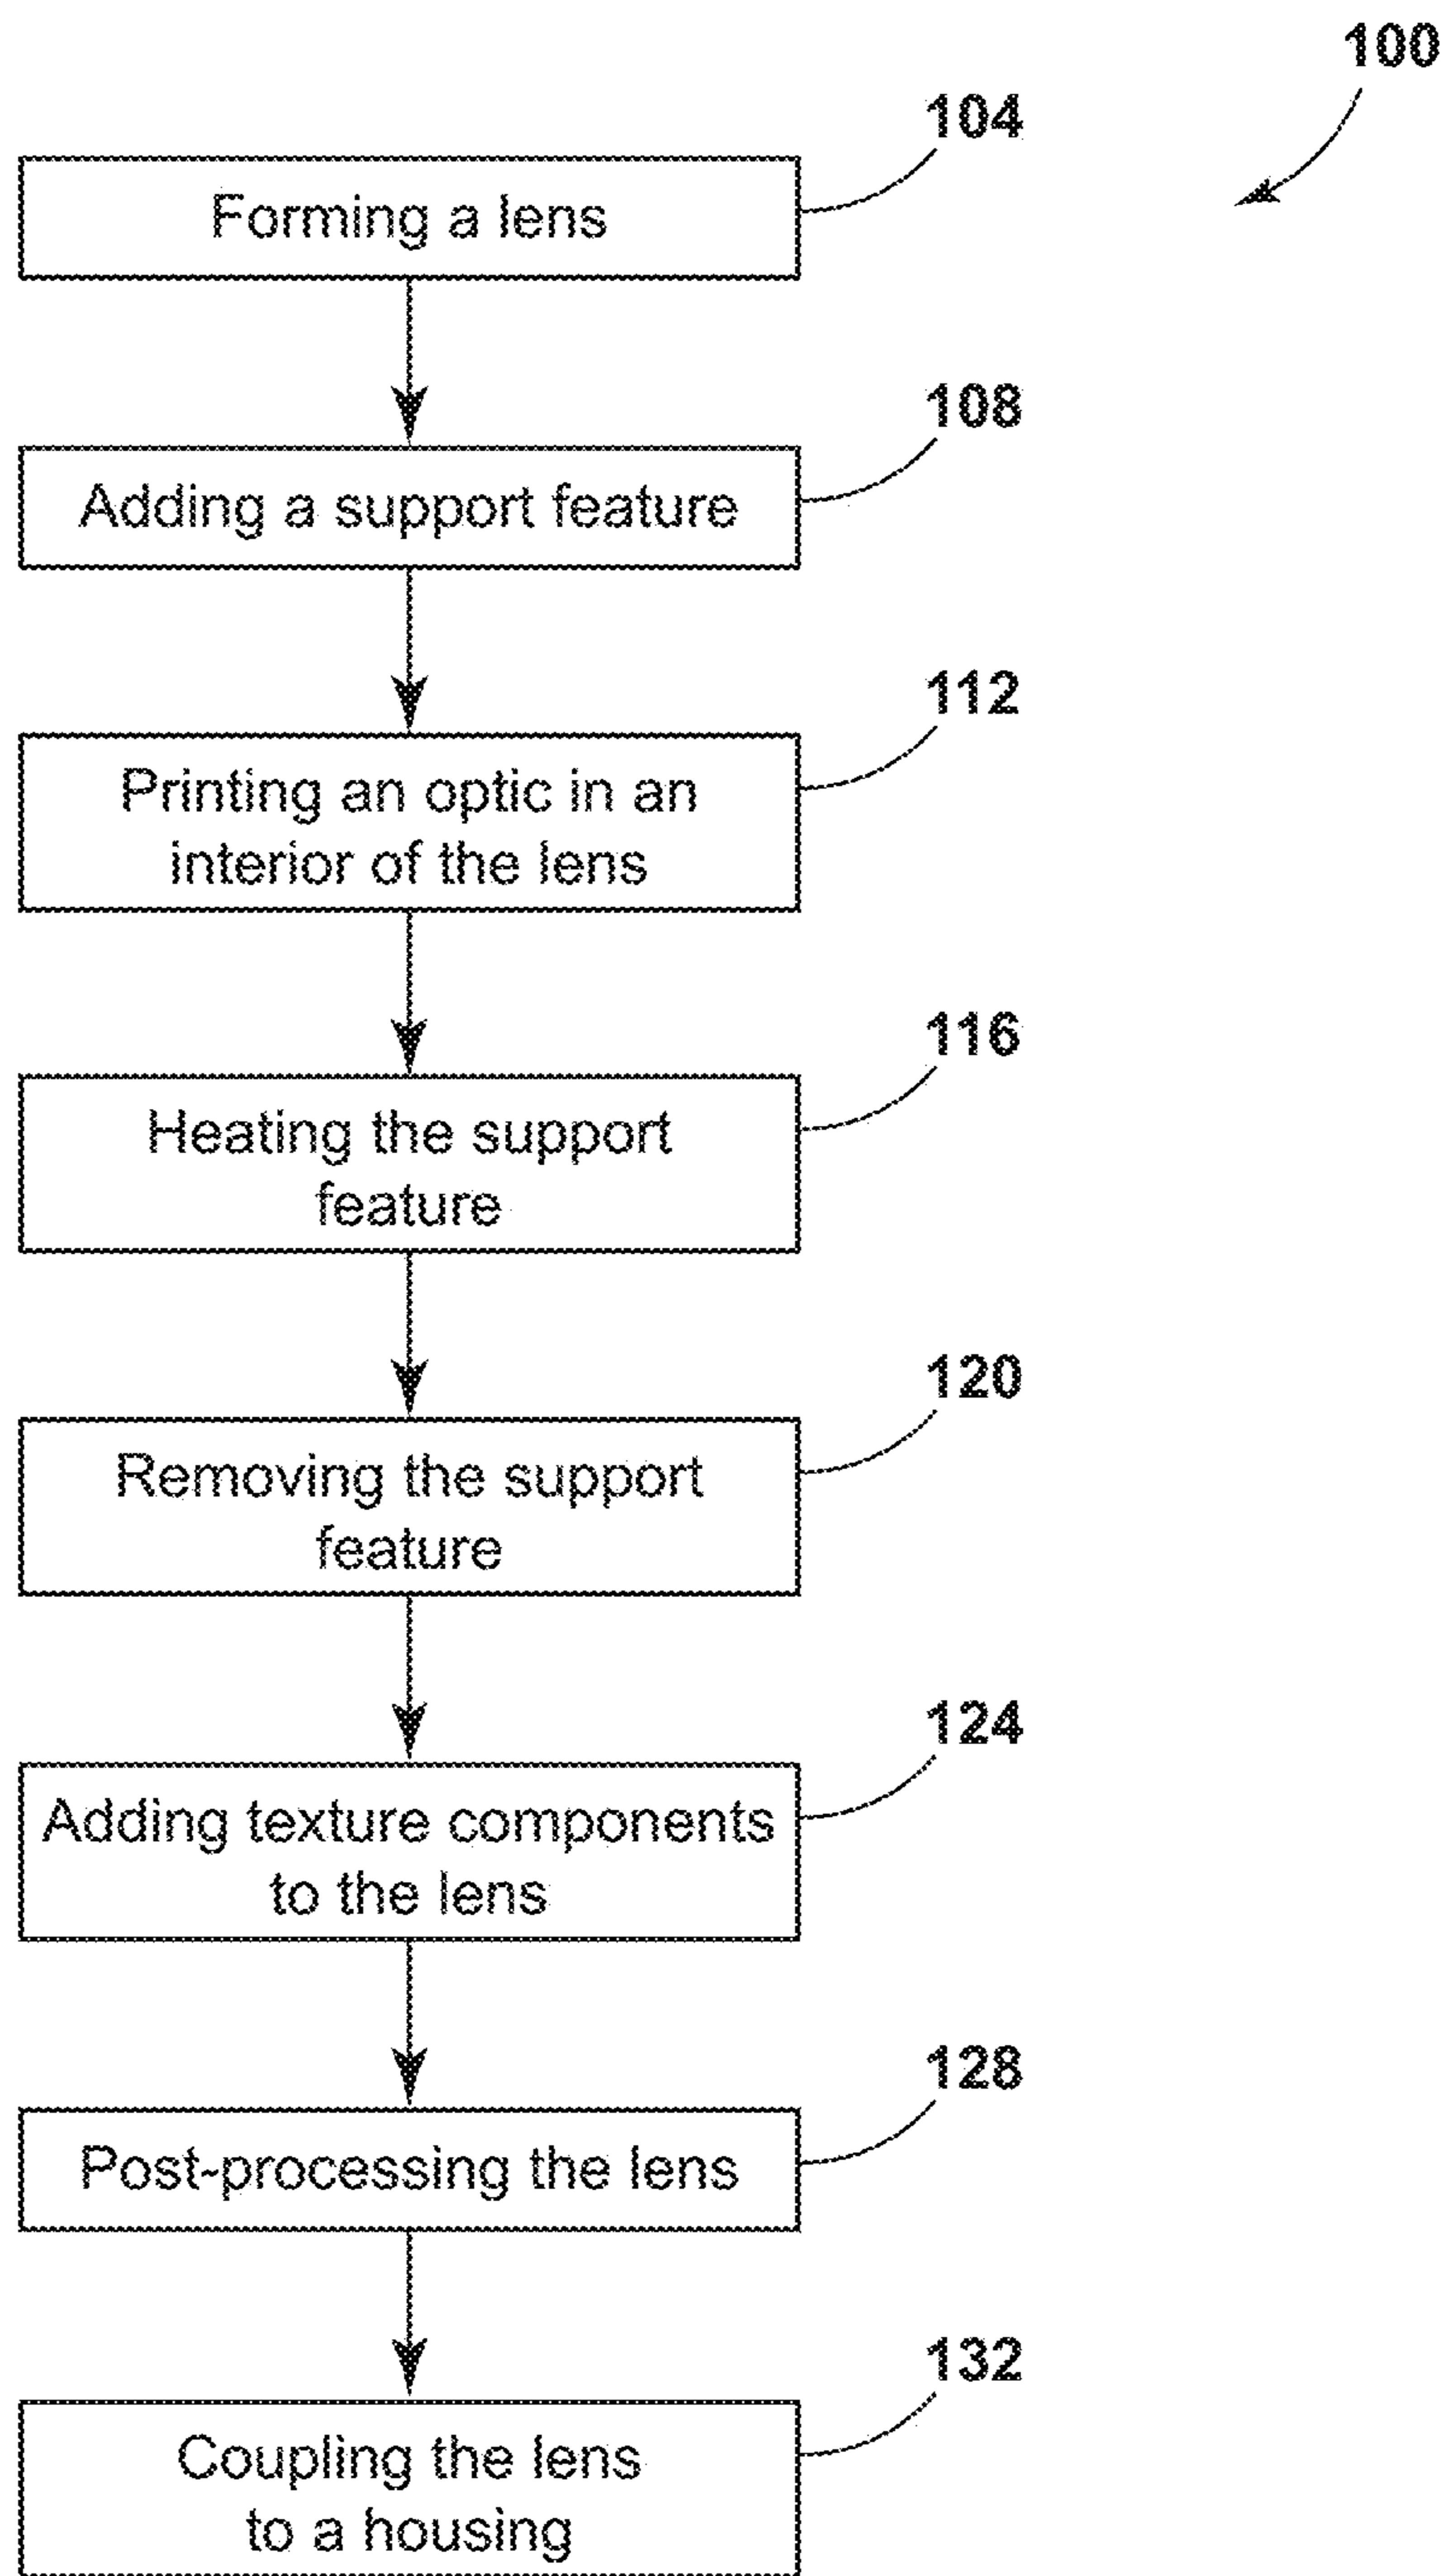 100
104
Forming a lens
108
Adding a support feature
112
Printing an optic in an
interior of the lens
116
Heating the support
feature
120
Removing the support
feature
124
Adding texture components
to the lens
128
Post-processing the lens
132
Coupling the lens
to a housing